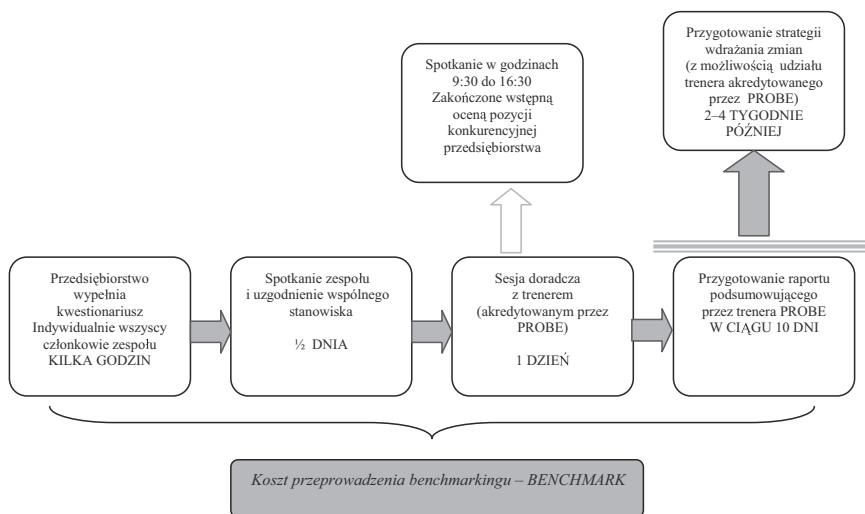 Spotkanie w godzinach
9:30 do 16:30
Zakończone wstępną
oceną pozycji
konkurencyjnej
przedsiębiorstwa
Przygotowanie strategii
wdrażania zmian
(z możliwością udziału
trenera akredytowanego
przez PROBE)
2–4 TYGODNIE
PÓŹNIEJ
Przedsiębiorstwo
wypełnia
kwestionariusz
Indywidualnie wszyscy
członkowie zespołu
KILKA GODZIN
Spotkanie zespołu
i uzgodnienie wspólnego
stanowiska
½ DNIA
Sesja doradcza
z trenerem
(akredytowanym przez
PROBE)
1 DZIEŃ
Przygotowanie raportu
podsumowującego
przez trenera PROBE
W CIĄGU 10 DNI
Koszt przeprowadzenia benchmarkingu – BENCHMARK